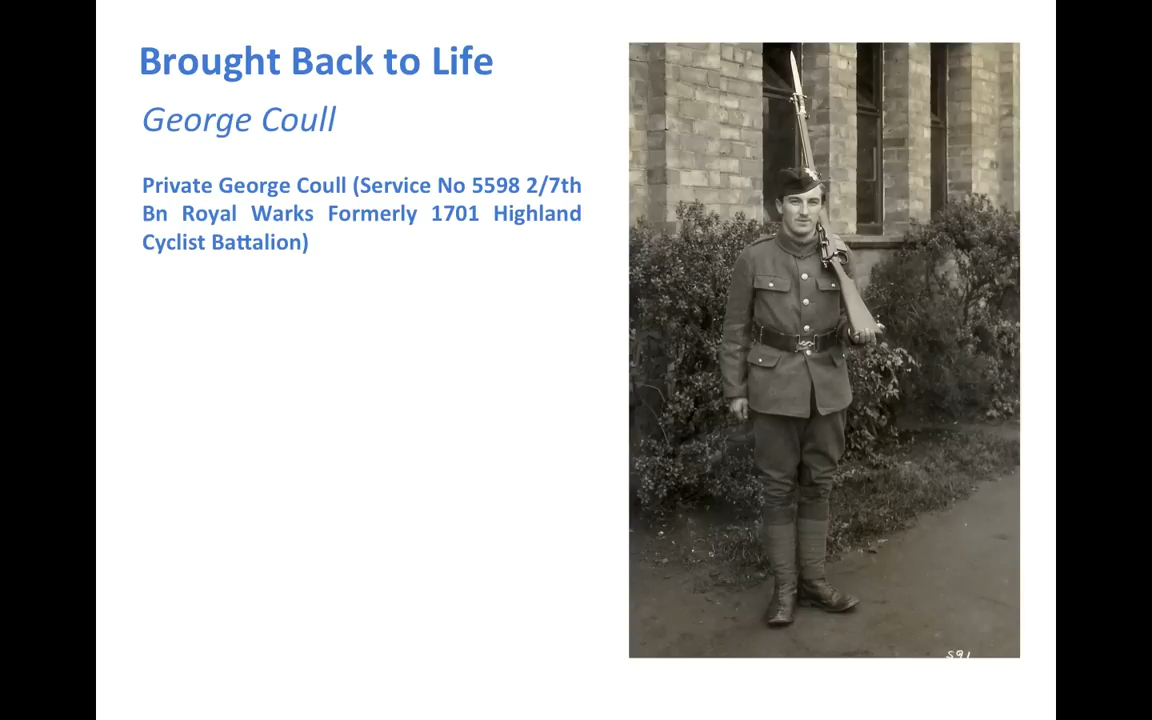 Brought Back to Life
George Coull
Private George Coull (Service No 5598 2/7th
Bn Royal Warks Formerly 1701 Highland
Cyclist Battalion)
591